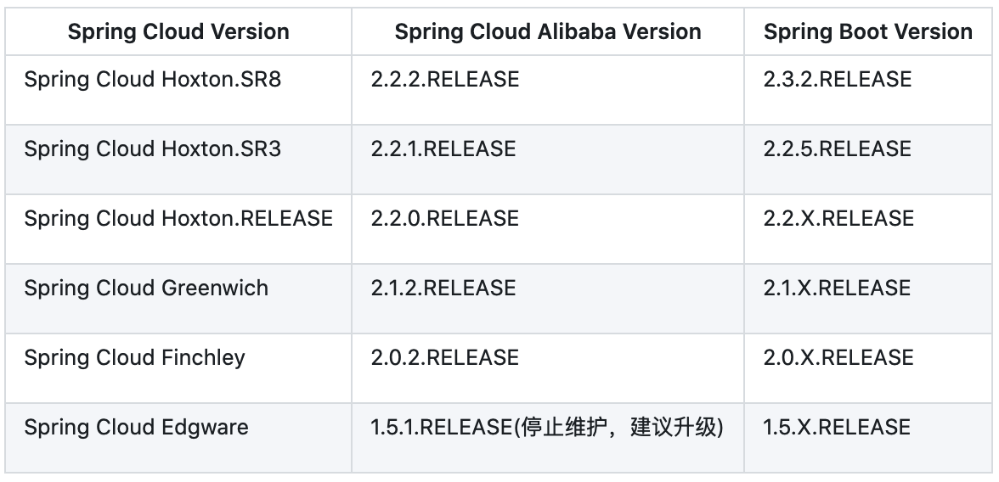 Spring Cloud Version Spring Cloud Alibaba Version Spring Boot Version
Spring Cloud Hoxton.SR8 2.2.2.RELEASE 2.3.2.RELEASE
Spring Cloud Hoxton.SR3 2.2.1.RELEASE 2.2.5.RELEASE
Spring Cloud Hoxton.RELEASE 2.2.0.RELEASE 2.2.X.RELEASE
Spring Cloud Greenwich 2.1.2.RELEASE 2.1.X.RELEASE
Spring Cloud Finchley 2.0.2.RELEASE 2.0.X.RELEASE
Spring Cloud Edgware 1.5.1.RELEASE(停止维护，建议升级) 1.5.X.RELEASE